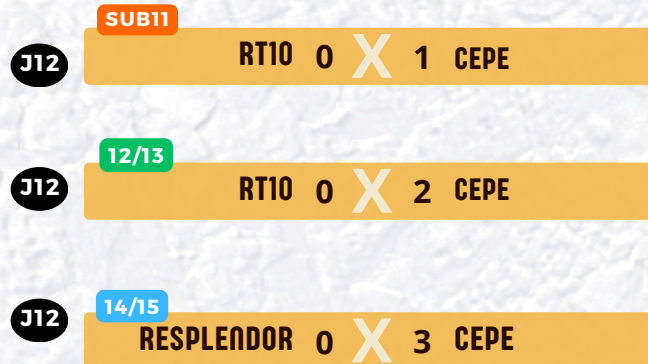 SUB11
J12 RT10 0 X 1 CEPE
12/13
J12 RT10 0 X 2 CEPE
14/15
J12 RESPLENDOR 0 X 3 CEPE